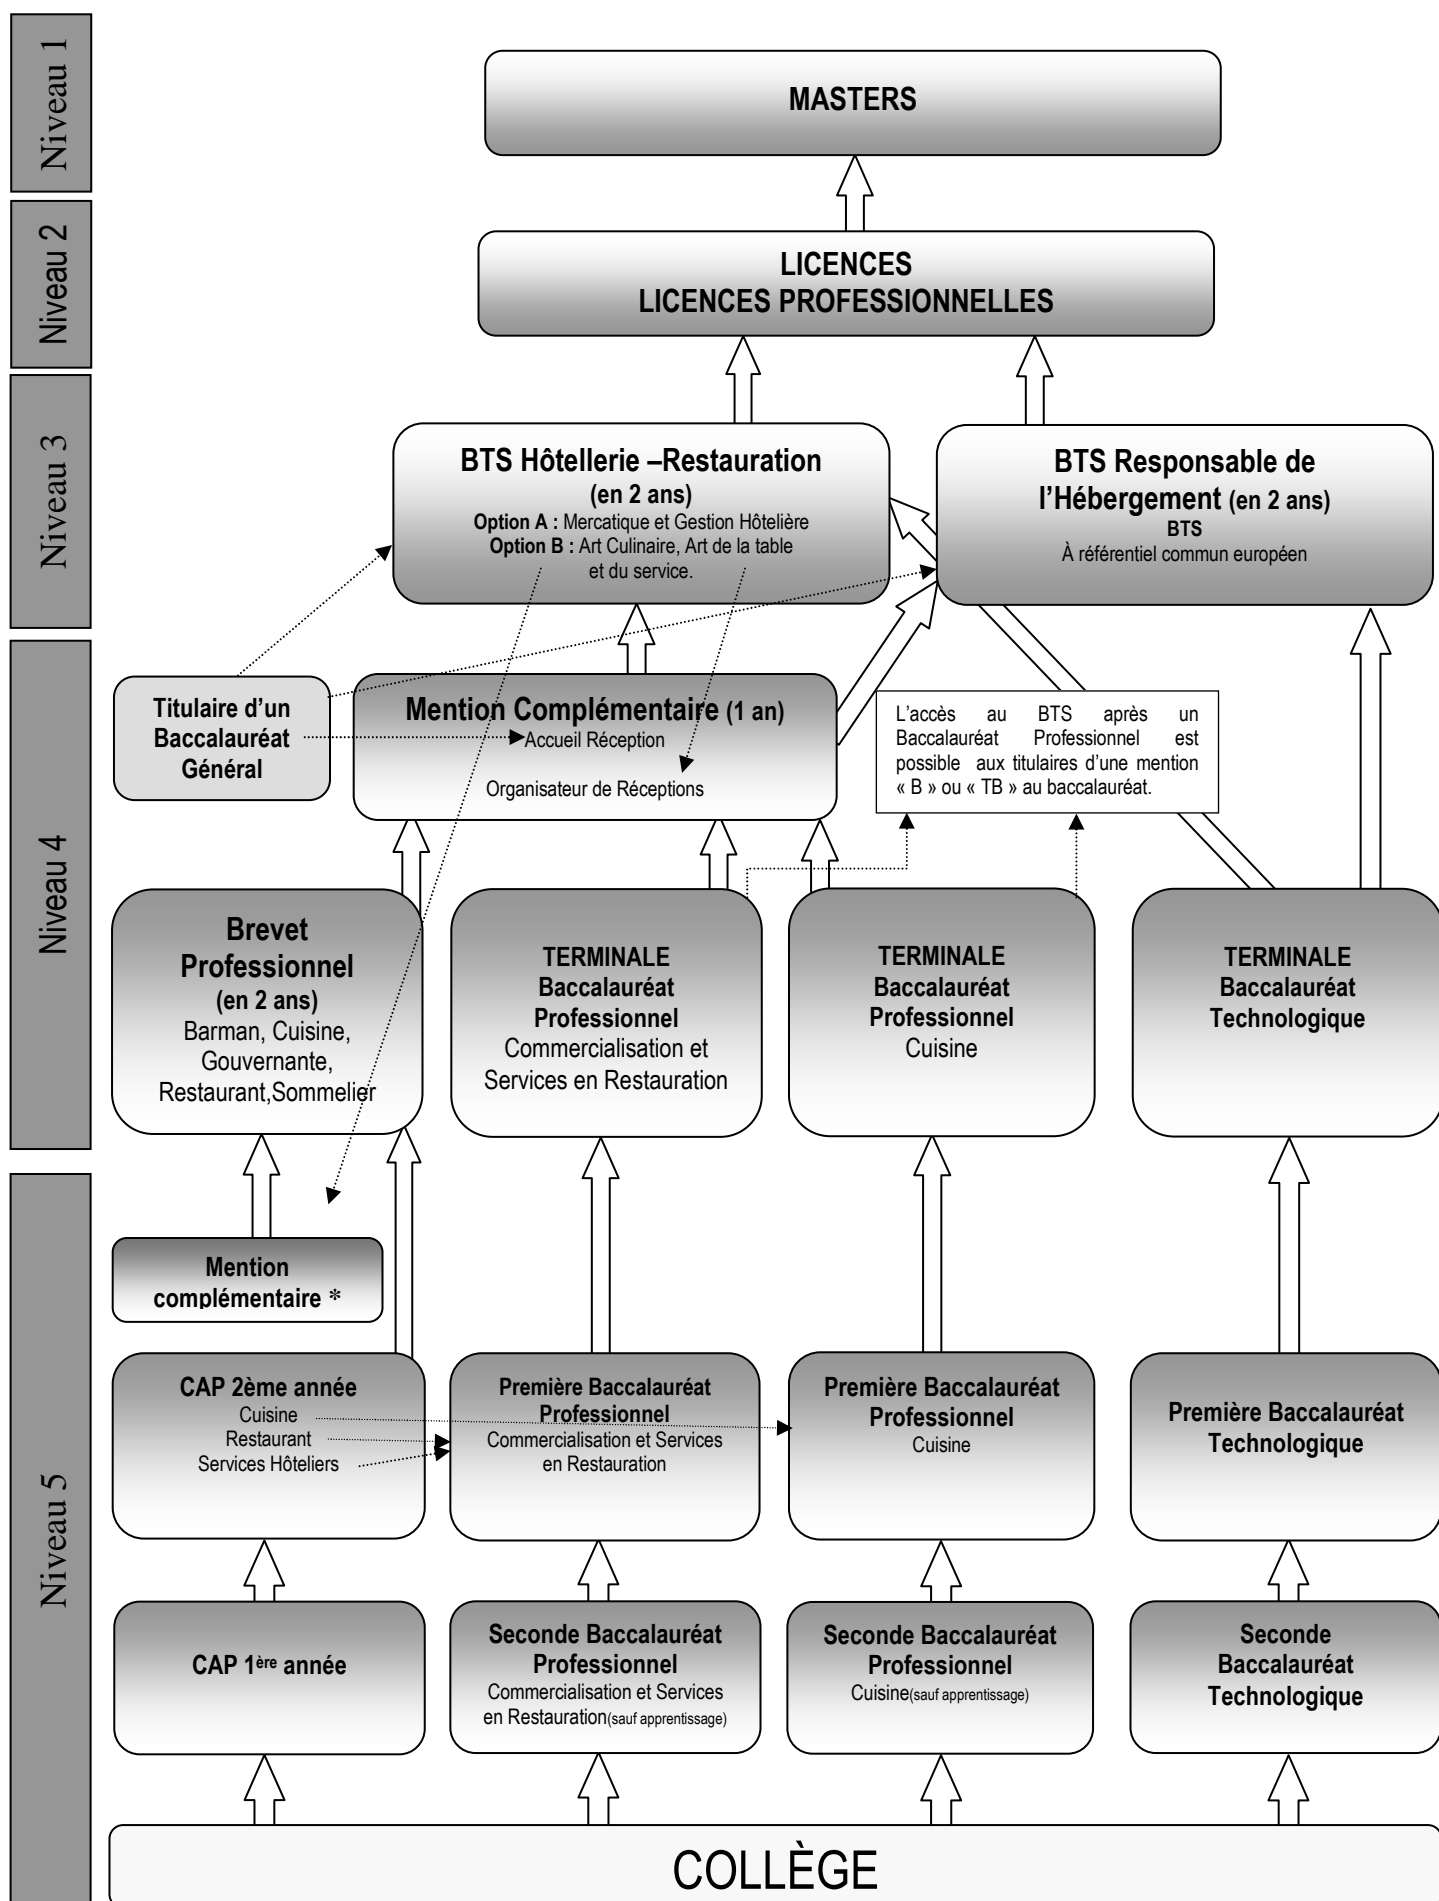 Niveau 1
MASTERS
Niveau 2
LICENCES
LICENCES PROFESSIONNELLES
Niveau 3
BTS Hôtellerie –Restauration
(en 2 ans)
Option A : Mercatique et Gestion Hôtelière
Option B : Art Culinaire, Art de la table
et du service.
BTS Responsable de
l’Hébergement (en 2 ans)
BTS
À référentiel commun européen
Niveau 4
Titulaire d’un
Baccalauréat
Général
Mention Complémentaire (1 an)
Accueil Réception
Organisateur de Réceptions
L’accès au BTS après un
Baccalauréat Professionnel est
possible aux titulaires d’une mention
« B » ou « TB » au baccalauréat.
Brevet
Professionnel
(en 2 ans)
Barman, Cuisine,
Gouvernante,
Restaurant,Sommelier
TERMINALE
Baccalauréat
Professionnel
Commercialisation et
Services en Restauration
TERMINALE
Baccalauréat
Professionnel
Cuisine
TERMINALE
Baccalauréat
Technologique
Niveau 5
Mention
complémentaire *
CAP 2ème année
Cuisine
Restaurant
Services Hôteliers
Première Baccalauréat
Professionnel
Commercialisation et Services
en Restauration
Première Baccalauréat
Professionnel
Cuisine
Première Baccalauréat
Technologique
CAP 1ère année
Seconde Baccalauréat
Professionnel
Commercialisation et Services
en Restauration(sauf apprentissage)
Seconde Baccalauréat
Professionnel
Cuisine(sauf apprentissage)
Seconde
Baccalauréat
Technologique
COLLÈGE